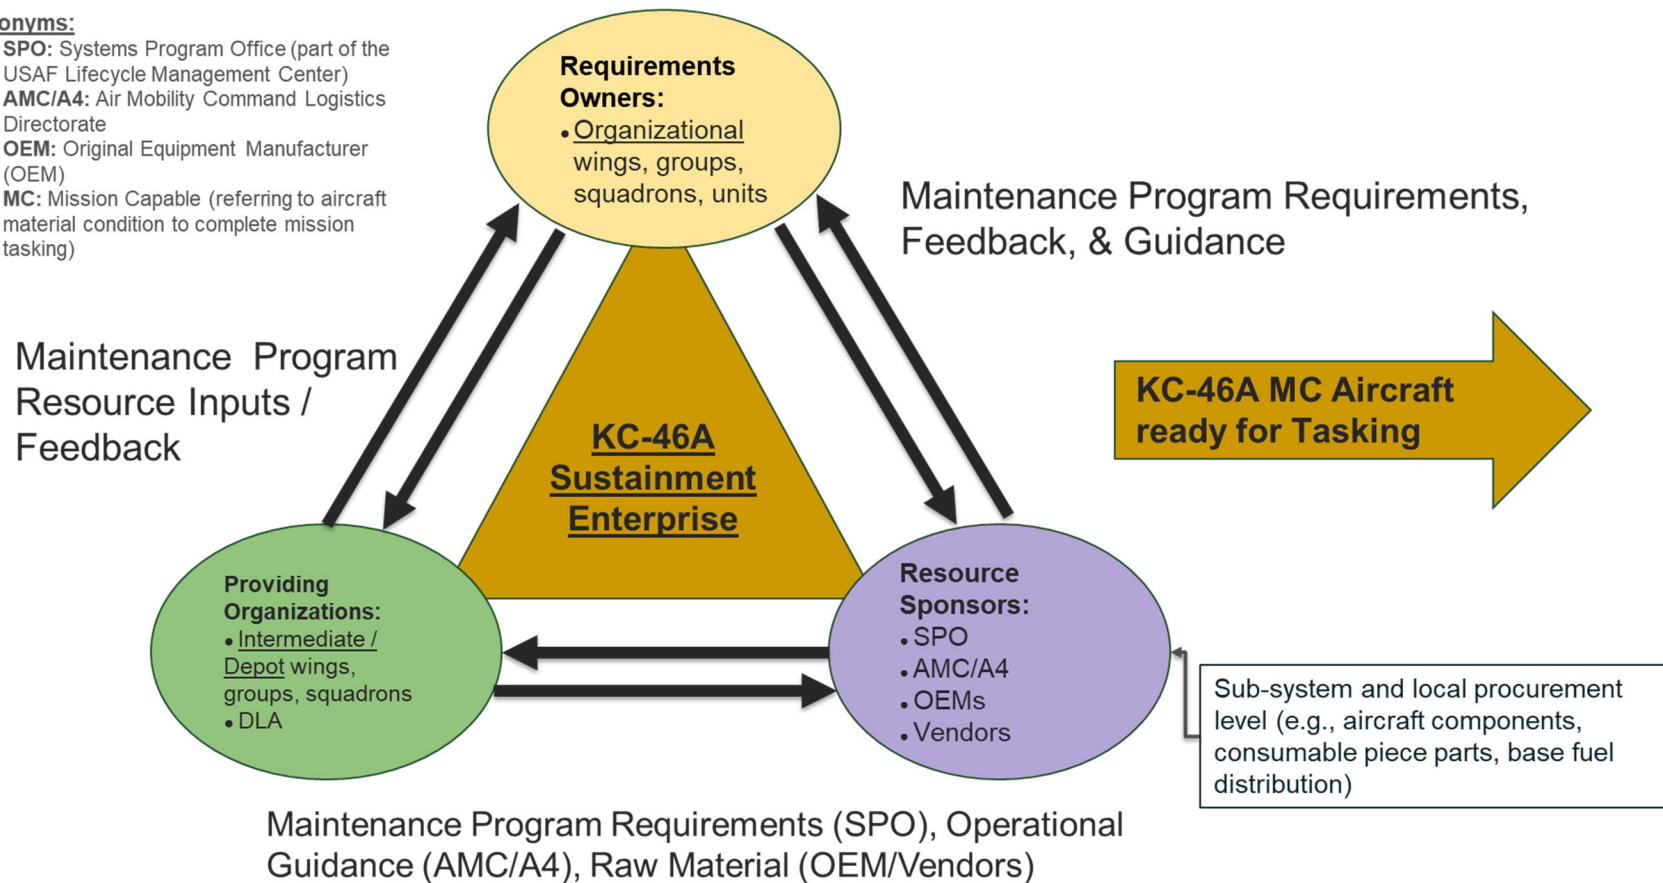 onyms:
SPO: Systems Program Office (part of the
USAF Lifecycle Management Center)
AMC/A4: Air Mobility Command Logistics
Directorate
OEM: Original Equipment Manufacturer
(OEM)
MC: Mission Capable (referring to aircraft
material condition to complete mission
tasking)
Requirements
Owners:
• Organizational
wings, groups,
squadrons, units
Maintenance Program Requirements,
Feedback, & Guidance
Maintenance Program
Resource Inputs /
Feedback
KC-46A MC Aircraft
ready for Tasking
KC-46A
Sustainment
Enterprise
Providing
Organizations:
• Intermediate /
Depot wings,
groups, squadrons
• DLA
Resource
Sponsors:
• SPO
• AMC/A4
• OEMs
• Vendors
Sub-system and local procurement
level (e.g., aircraft components,
consumable piece parts, base fuel
distribution)
Maintenance Program Requirements (SPO), Operational
Guidance (AMC/A4), Raw Material (OEM/Vendors)